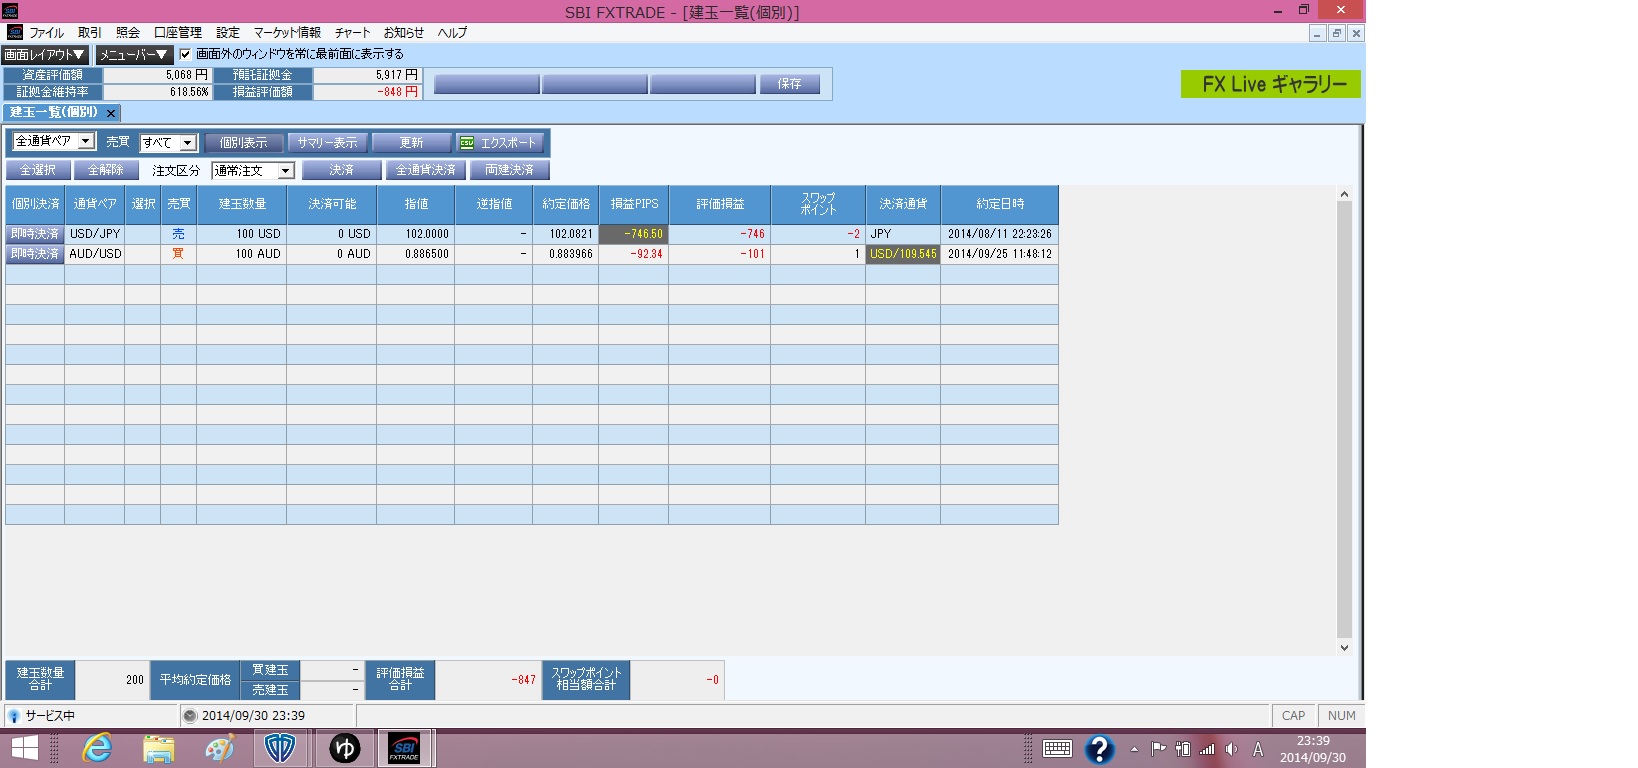 SBI FXTRADE - [建玉一覧(個別)]
ファイル 取引 照会 口座管理 設定 マーケット情報 チャート お知らせ ヘルプ
画面レイアウト▼ メニューバー▼ 画面外のウィンドウを常に最前面に表示する
資産評価額 5,068 円 預託証拠金 5,917 円
証拠金維持率 618.56% 損益評価額 -848 円 保存
FX Live ギャラリー
建玉一覧(個別) ×
全通貨ペア 売買 すべて 個別表示 サマリー表示 更新 CSV エクスポート
全選択 全解除 注文区分 通常注文 決済 全通貨決済 両建決済
個別決済 通貨ペア 選択 売買 建玉数量 決済可能 指値 逆指値 約定価格 損益PIPS 評価損益 スワップポイント 決済通貨 約定日時
即時決済 USD/JPY 売 100 USD 0 USD 102.0000 - 102.0821 -746.50 -746 -2 JPY 2014/08/11 22:23:26
即時決済 AUD/USD 買 100 AUD 0 AUD 0.886500 - 0.883966 -92.34 -101 1 USD/109.545 2014/09/25 11:48:12
建玉数量合計 200 平均約定価格 買建玉 - 売建玉 - 評価損益合計 -847 スワップポイント相当額合計 -0
サービス中 2014/09/30 23:39 CAP NUM
ゆ SBI FXTRADE A 23:39
2014/09/30